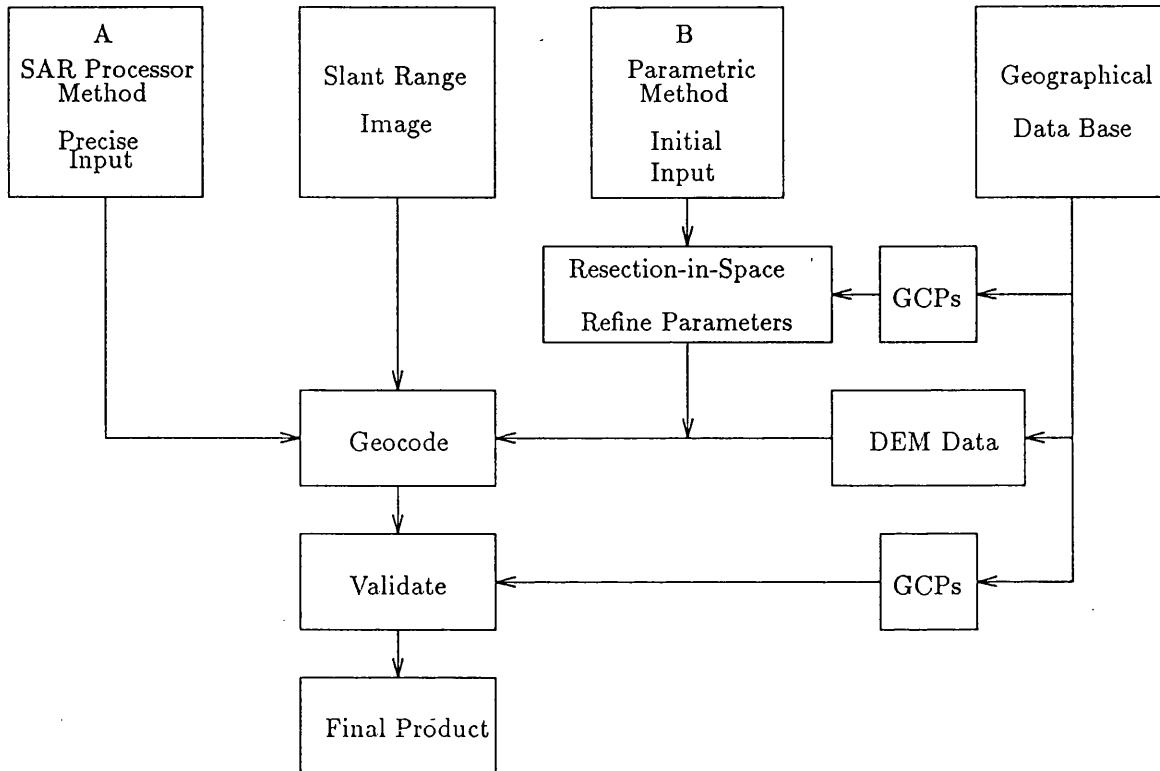 A
SAR Processor
Method
Precise
Input
Slant Range
Image
B
Parametric
Method
Initial
Input
Geographical
Data Base
Resection-in-Space
Refine Parameters
GCPs
Geocode
DEM Data
Validate
GCPs
Final Product